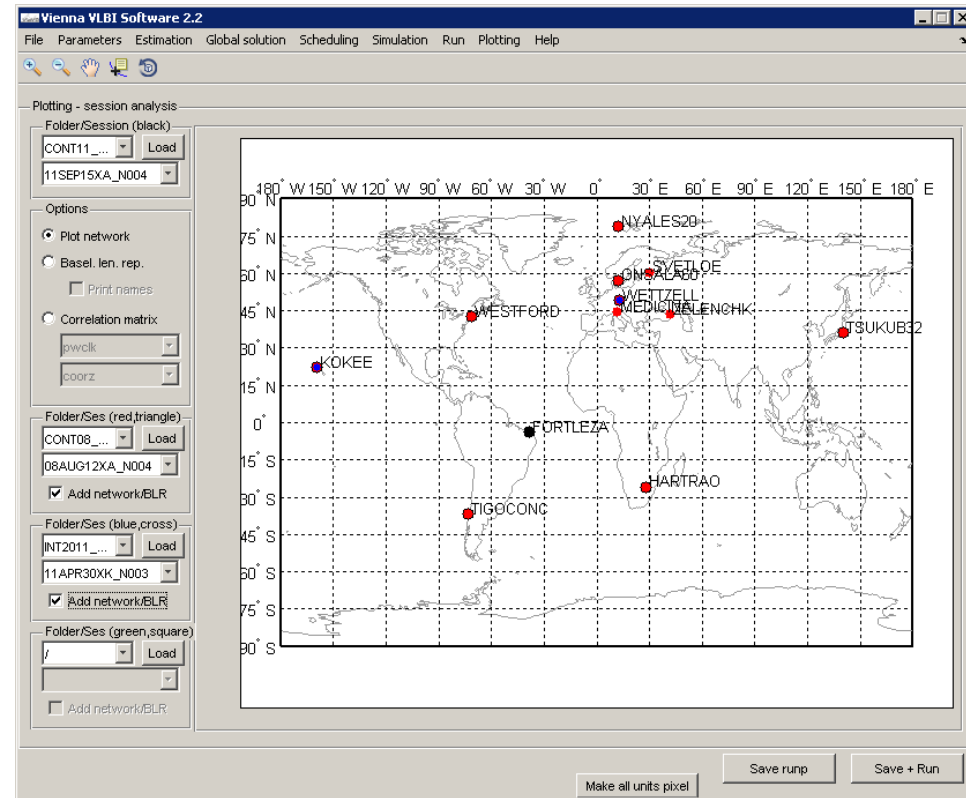 Vienna VLBI Software 2.2
File Parameters Estimation Global solution Scheduling Simulation Run Plotting Help
Plotting - session analysis
Folder/Session (black)
CONT11_... Load
11SEP15XA_N004
Options
Plot network
Basel. len. rep.
Print names
Correlation matrix
pwclk
coorz
Folder/Ses (red,triangle)
CONT08_... Load
08AUG12XA_N004
Add network/BLR
Folder/Ses (blue,cross)
INT2011_... Load
11APR30XK_N003
Add network/BLR
Folder/Ses (green,square)
/ Load
Add network/BLR
180° W 150° W 120° W 90° W 60° W 30° W 0° 30° E 60° E 90° E 120° E 150° E 180° E
90° N
75° N
60° N
45° N
30° N
15° N
0°
15° S
30° S
45° S
60° S
75° S
90° S
NYALES20
SVETLOE
ONSALA60
WETTZELL
MEDICINA
ZELENCHK
WESTFORD
TSUKUB32
KOKEE
FORTLEZA
HARTRAO
TIGOCONC
Make all units pixel
Save runp
Save + Run